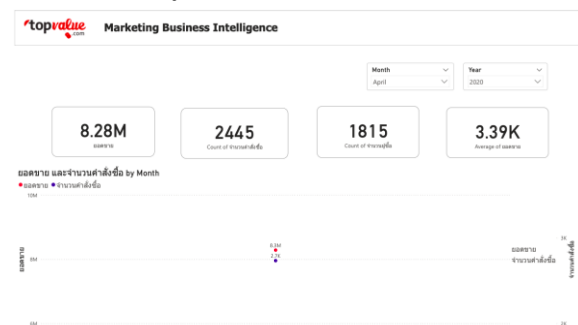 topvalue
.com
Marketing Business Intelligence
Month
April
Year
2020
8.28M
ยอดขาย
2445
Count of จำนวนคำสั่งซื้อ
1815
Count of จำนวนผู้ซื้อ
3.39K
Average of ยอดขาย
ยอดขาย และจำนวนคำสั่งซื้อ by Month
ยอดขาย จำนวนคำสั่งซื้อ
10M
8.3M
2.7K
8M
ยอดขาย
ยอดขาย
จำนวนคำสั่งซื้อ
3K
จำนวนคำสั่งซื้อ
6M
2K